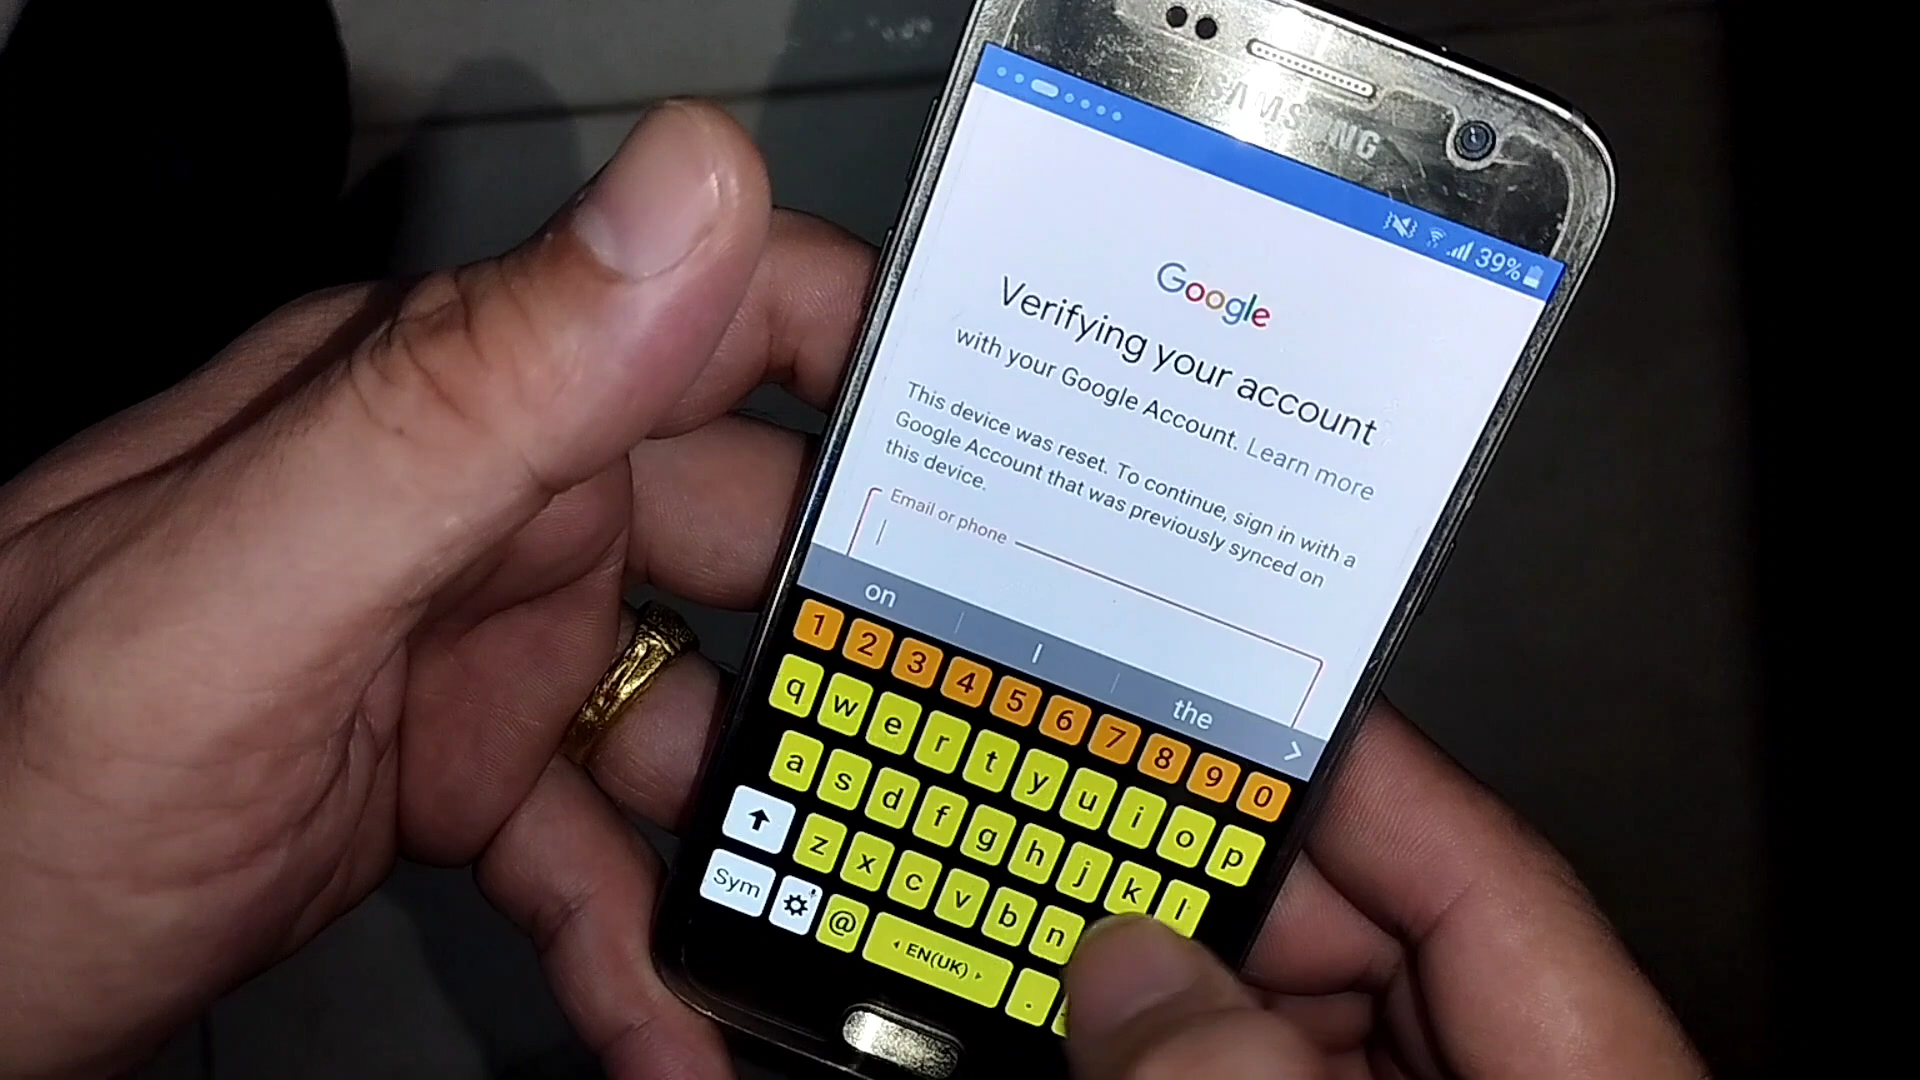 SAMSUNG
39%
Google
Verifying your account
with your Google Account. Learn more
This device was reset. To continue, sign in with a
Google Account that was previously synced on
this device.
Email or phone
on I the
1 2 3 4 5 6 7 8 9 0
q w e r t y u i o p
a s d f g h j k l
z x c v b n
Sym @ EN(UK) .